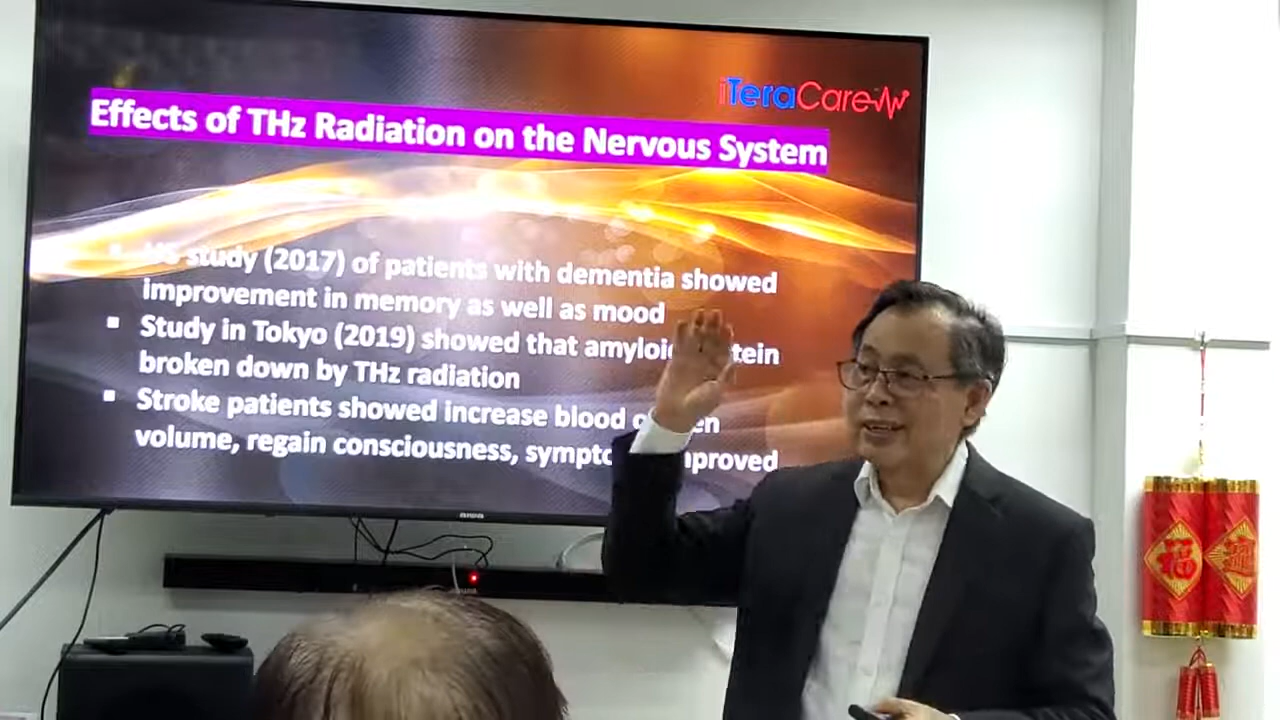 iTeraCare
Effects of THz Radiation on the Nervous System
study (2017) of patients with dementia showed
improvement in memory as well as mood
Study in Tokyo (2019) showed that
broken down by THz radiation
Stroke patients showed increase blood
volume, regain consciousness,
aiwa
福